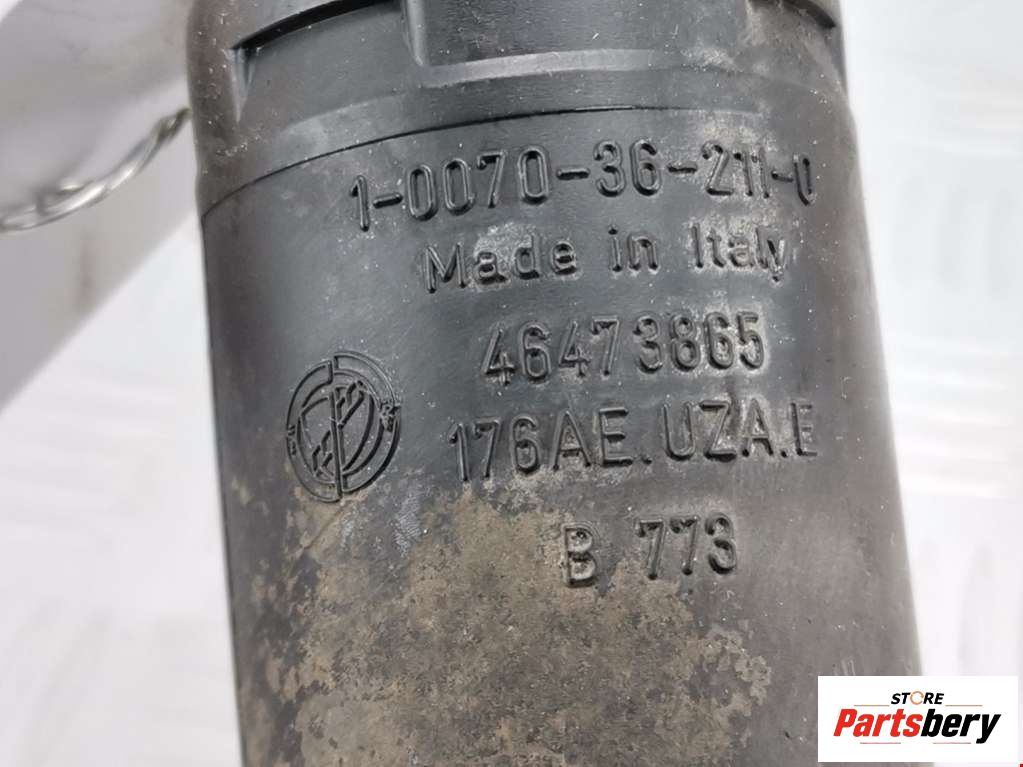 1-0070-36-211-0
Made in Italy
46473865
176AE.UZA.E
B 773
STORE
Partsbery